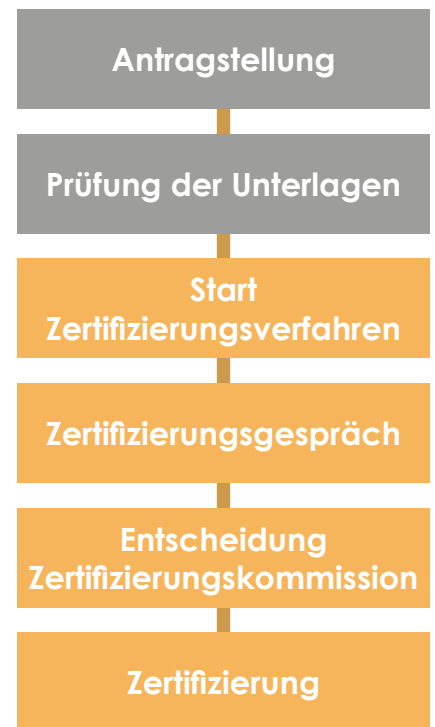 Antragstellung
Prüfung der Unterlagen
Start
Zertifizierungsverfahren
Zertifizierungsgespräch
Entscheidung
Zertifizierungskommission
Zertifizierung